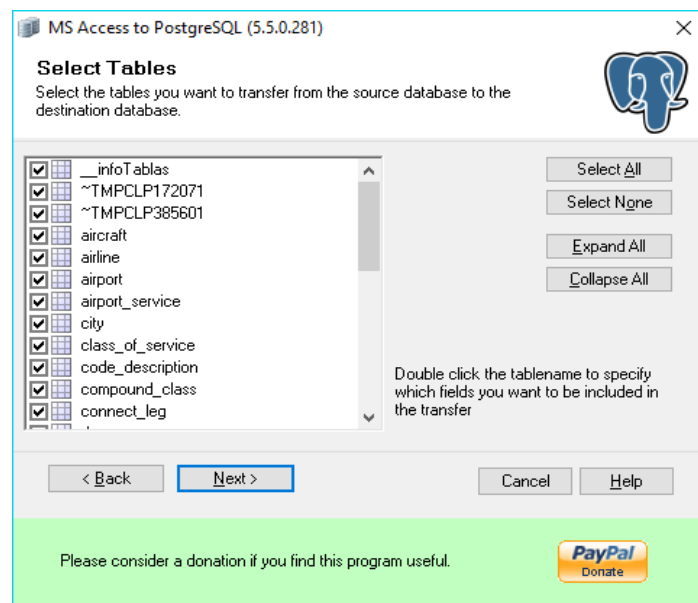 MS Access to PostgreSQL (5.5.0.281)
Select Tables
Select the tables you want to transfer from the source database to the
destination database.
__infoTablas
~TMPCLP172071
~TMPCLP385601
aircraft
airline
airport
airport_service
city
class_of_service
code_description
compound_class
connect_leg
Select All
Select None
Expand All
Collapse All
Double click the tablename to specify
which fields you want to be included in
the transfer
< Back
Next >
Cancel
Help
Please consider a donation if you find this program useful.
PayPal
Donate